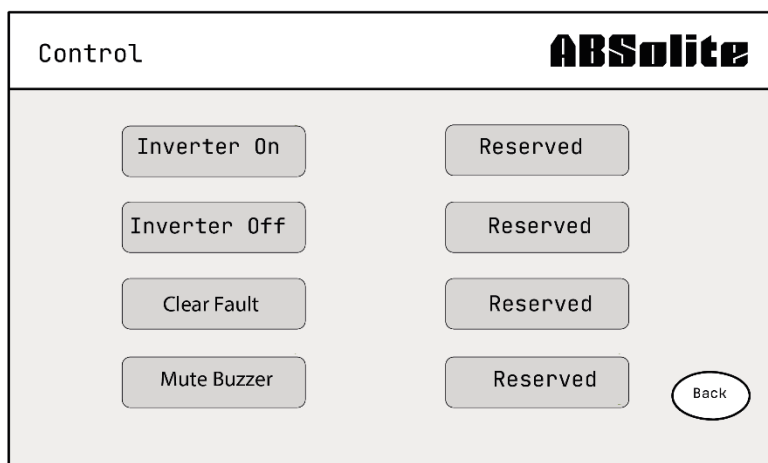 Control
ABSolite
Inverter On
Reserved
Inverter Off
Reserved
Clear Fault
Reserved
Mute Buzzer
Reserved
Back